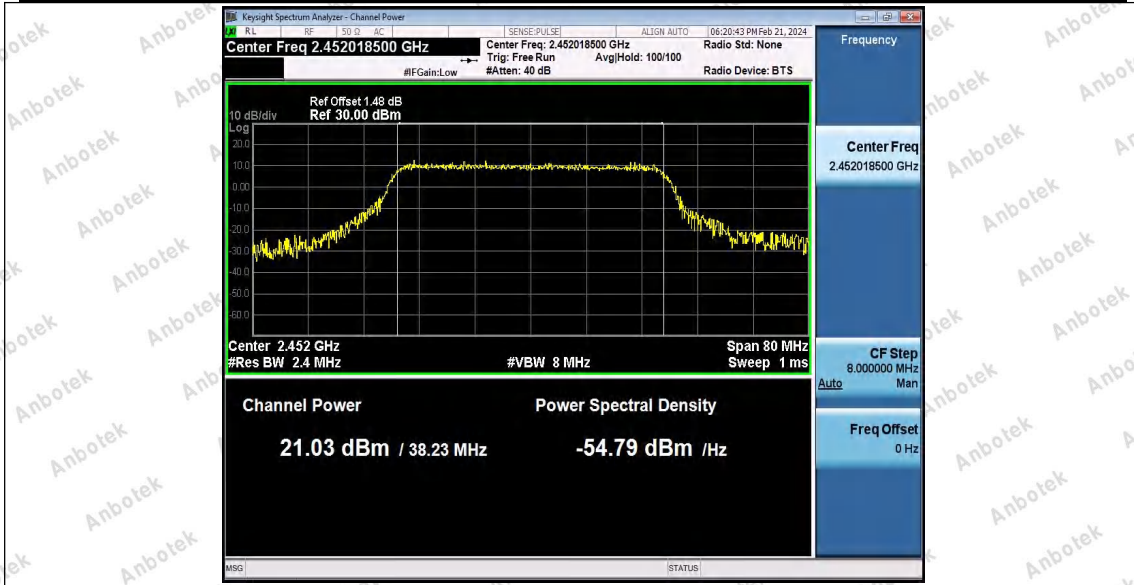 Keysight Spectrum Analyzer - Channel Power
LXI RL RF 50 Ω AC SENSE:PULSE ALIGN AUTO 06:20:43 PM Feb 21, 2024
Center Freq 2.452018500 GHz
Center Freq: 2.452018500 GHz Radio Std: None
Trig: Free Run Avg|Hold: 100/100
#IFGain:Low #Atten: 40 dB Radio Device: BTS
Ref Offset 1.48 dB
10 dB/div Ref 30.00 dBm
Log
20.0
10.0
0.00
-10.0
-20.0
-30.0
-40.0
-50.0
-60.0
Center 2.452 GHz Span 80 MHz
#Res BW 2.4 MHz #VBW 8 MHz Sweep 1 ms
Channel Power Power Spectral Density
21.03 dBm / 38.23 MHz -54.79 dBm /Hz
MSG STATUS
Frequency
Center Freq
2.452018500 GHz
CF Step
8.000000 MHz
Auto Man
Freq Offset
0 Hz
Anbotek